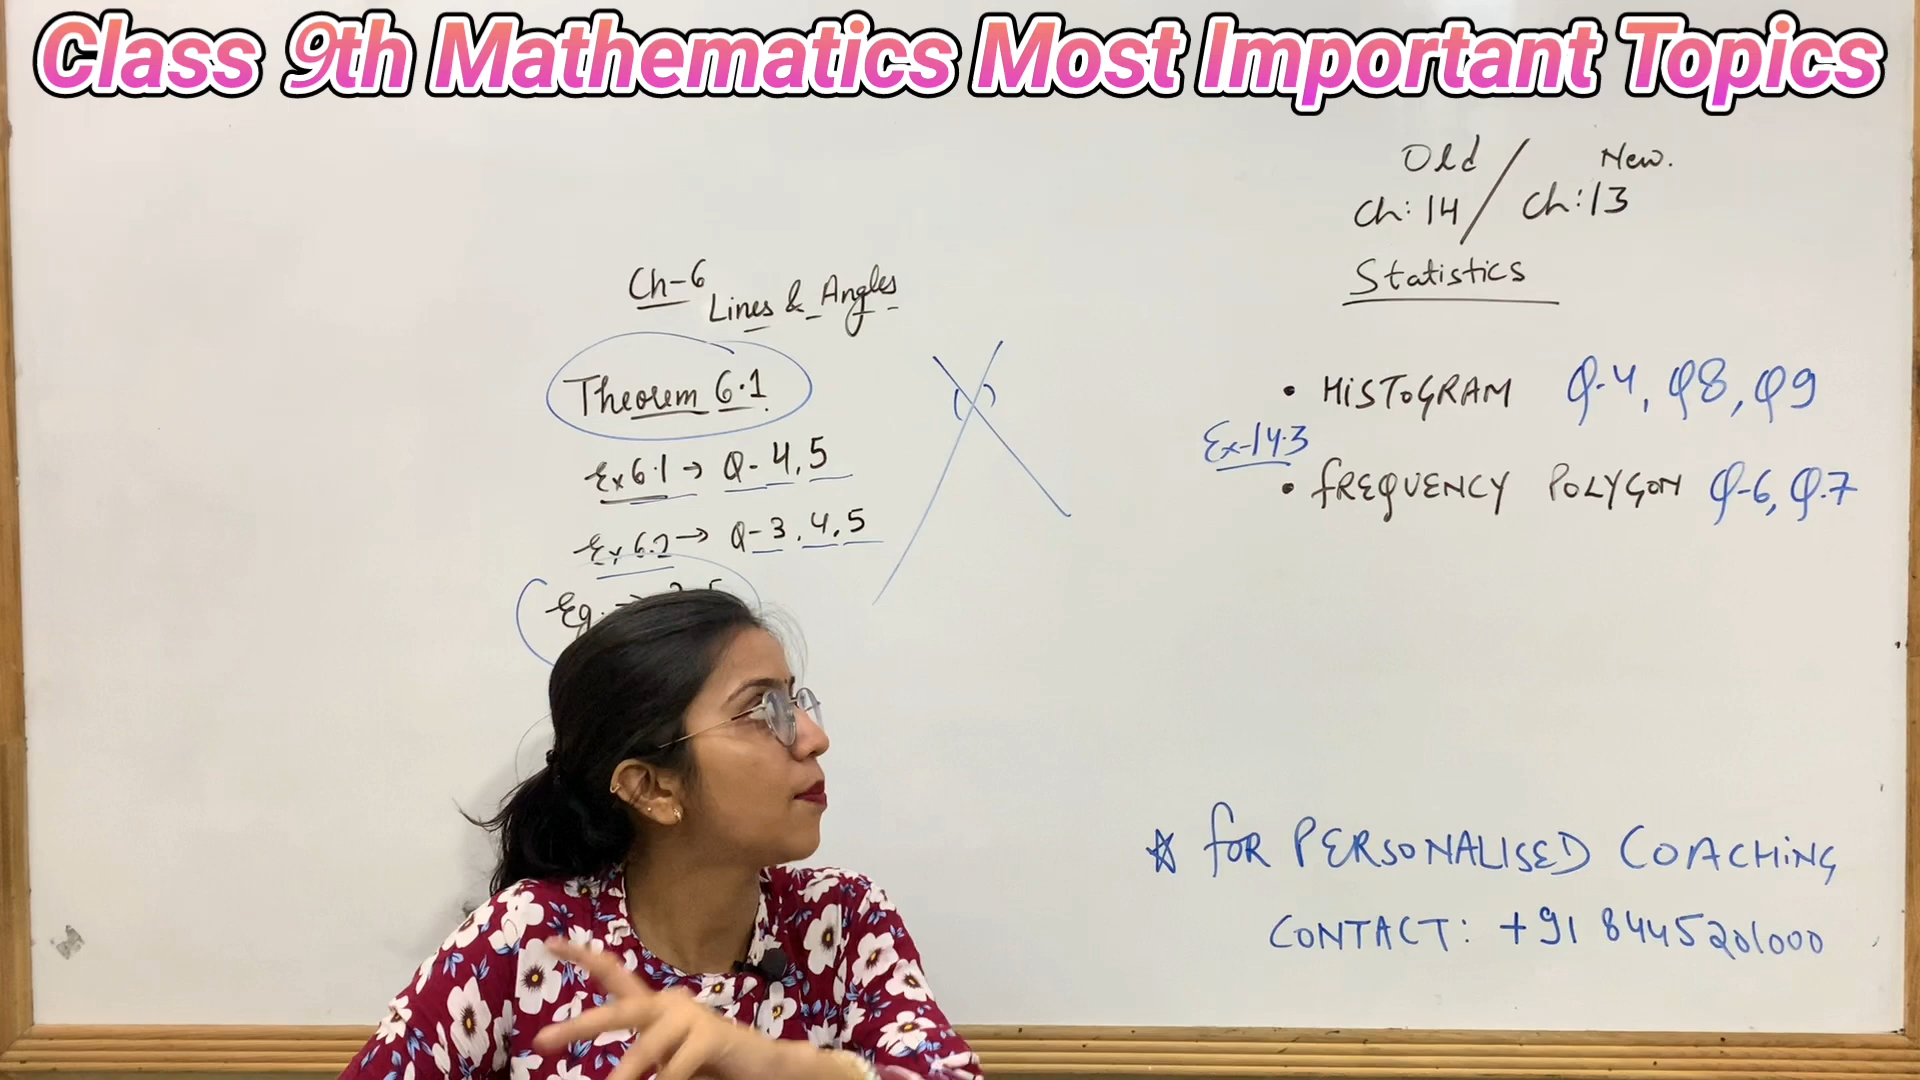 Class 9th Mathematics Most Important Topics
Ch-6
Lines & Angles
Theorem 6.1
Ex 6.1 → Q- 4, 5
Ex 6.2 → Q- 3, 4, 5
Eg. →
Old / New.
Ch: 14 / Ch: 13
Statistics
• HISTOGRAM Q-4, Q8, Q9
Ex-14.3
• FREQUENCY POLYGON Q-6, Q.7
☆ FOR PERSONALISED COACHING
CONTACT: +91 8445201000